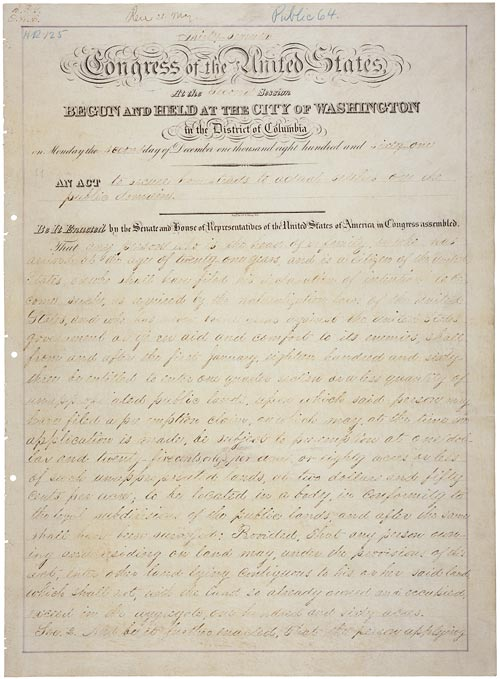 HR 125
Public 64.
Thirty-seventh
Congress of the United States,
At the Second Session
BEGUN AND HELD AT THE CITY OF WASHINGTON
in the District of Columbia
on Monday the second day of December one thousand eight hundred and sixty-one
AN ACT to secure homesteads to actual settlers on the
public domain.
Be It Enacted by the Senate and House of Representatives of the United States of America in Congress assembled,
That any person who is the head of a family, or who has
arrived at the age of twenty one years and is a citizen of the United
States, or who shall have filed his declaration of intention to be-
come such, as required by the naturalization laws of the United
States, and who has never borne arms against the United States
government or given aid and comfort to its enemies, shall
from and after the first January, eighteen hundred and sixty
three be entitled to enter one quarter section or a less quantity of
unappropriated public lands, upon which said person may
have filed a preemption claim, or which may, at the time
application is made, be subject to preemption at one dol-
lar and twenty-five cents, or less, per acre; or eighty acres or less
of such unappropriated lands, at two dollars and fifty
cents per acre; to be located in a body, in conformity to
the legal subdivisions of the public lands, and after the same
shall have been surveyed: Provided, That any person own-
ing and residing on land may, under the provisions of this
act, enter other land lying contiguous to his or her said land
which shall not, with the land so already owned and occupied,
exceed in the aggregate one hundred and sixty acres.
Sec. 2. And be it further enacted, That the person applying